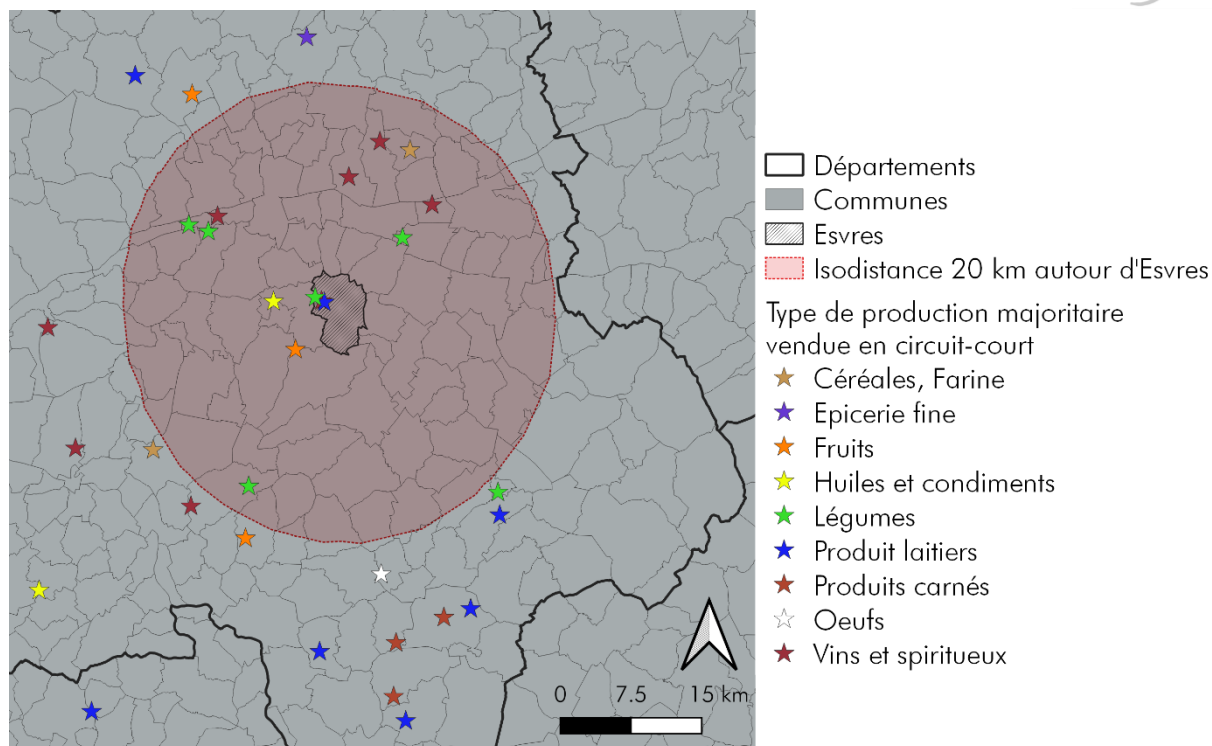 Départements
Communes
Esvres
Isodistance 20 km autour d'Esvres
Type de production majoritaire
vendue en circuit-court
Céréales, Farine
Epicerie fine
Fruits
Huiles et condiments
Légumes
Produit laitiers
Produits carnés
Oeufs
Vins et spiritueux
0 7.5 15 km